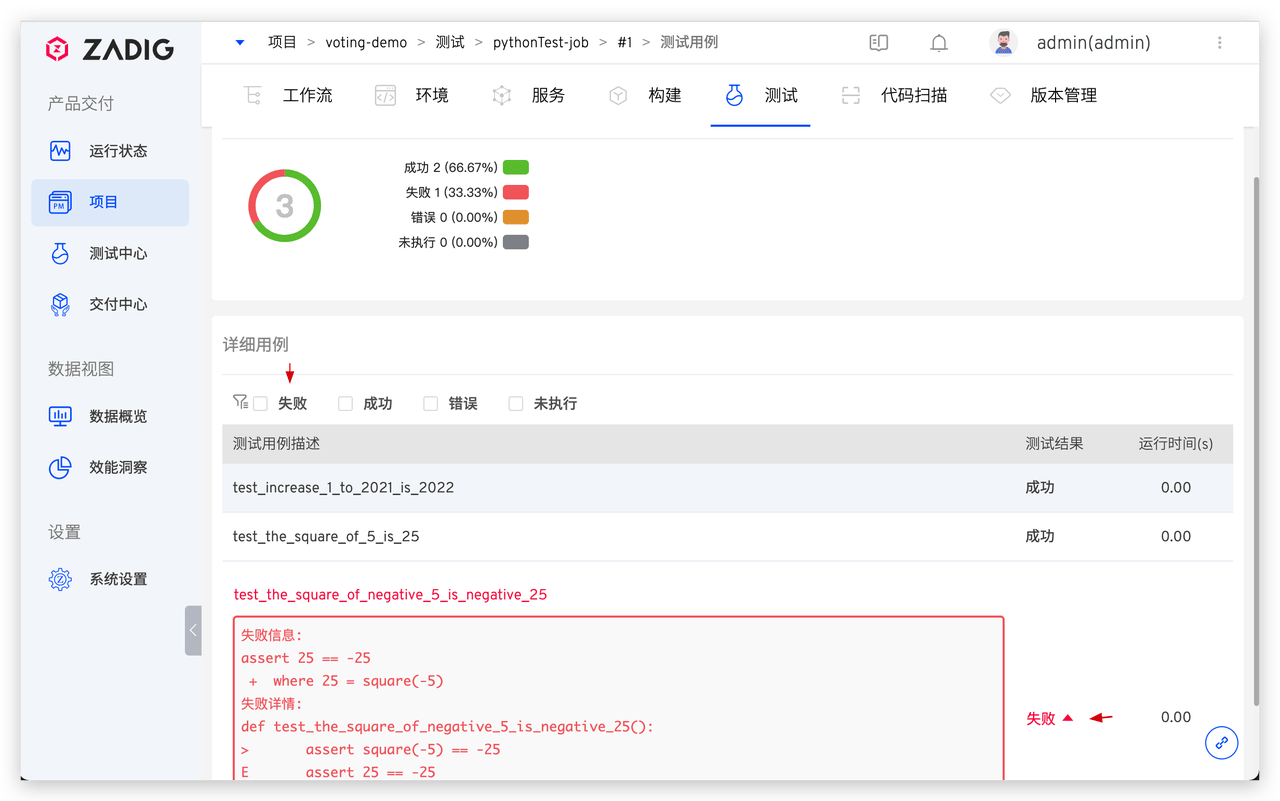 ZADIG
项目 > voting-demo > 测试 > pythonTest-job > #1 > 测试用例
admin(admin)
工作流 环境 服务 构建 测试 代码扫描 版本管理
产品交付
运行状态
项目
测试中心
交付中心
数据视图
数据概览
效能洞察
设置
系统设置
3
成功 2 (66.67%)
失败 1 (33.33%)
错误 0 (0.00%)
未执行 0 (0.00%)
详细用例
失败 成功 错误 未执行
测试用例描述 测试结果 运行时间(s)
test_increase_1_to_2021_is_2022 成功 0.00
test_the_square_of_5_is_25 成功 0.00
test_the_square_of_negative_5_is_negative_25
失败信息:
assert 25 == -25
+ where 25 = square(-5)
失败详情:
def test_the_square_of_negative_5_is_negative_25():
> assert square(-5) == -25
E assert 25 == -25
失败 0.00